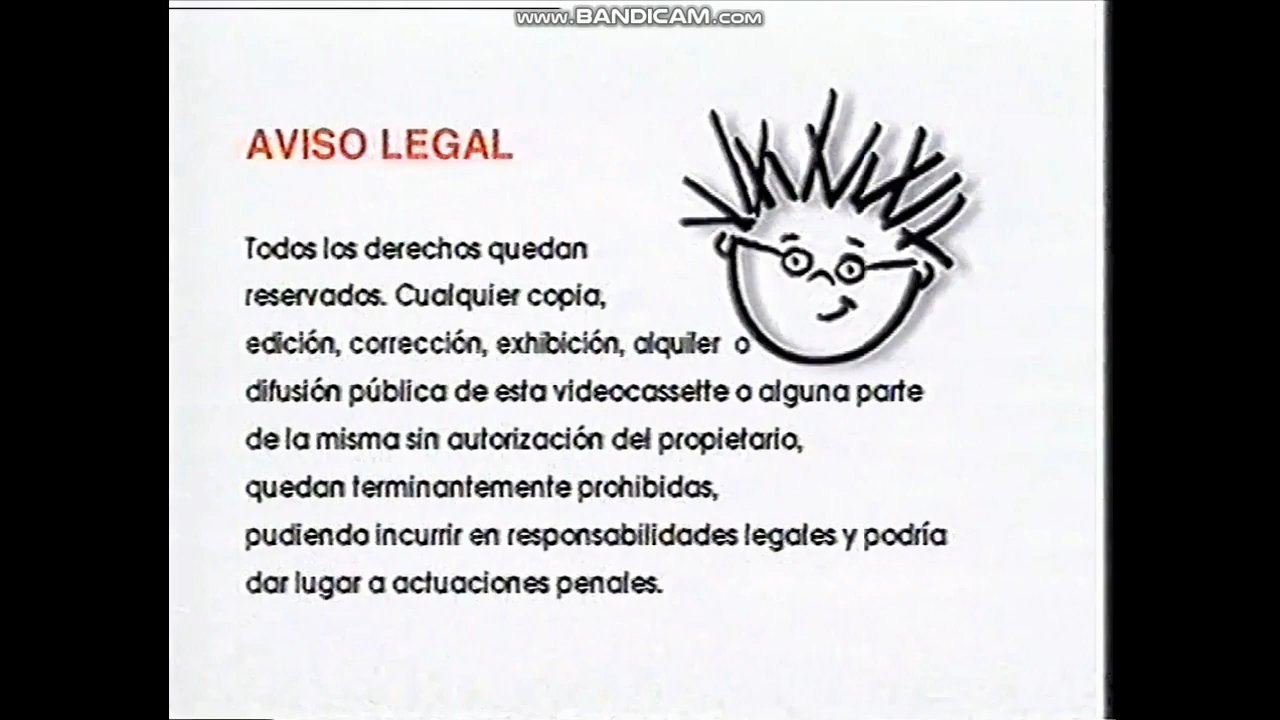 www.BANDICAM.com
AVISO LEGAL
Todos los derechos quedan
reservados. Cualquier copia,
edición, corrección, exhibición, alquiler o
difusión pública de esta videocassette o alguna parte
de la misma sin autorización del propietario,
quedan terminantemente prohibidas,
pudiendo incurrir en responsabilidades legales y podría
dar lugar a actuaciones penales.